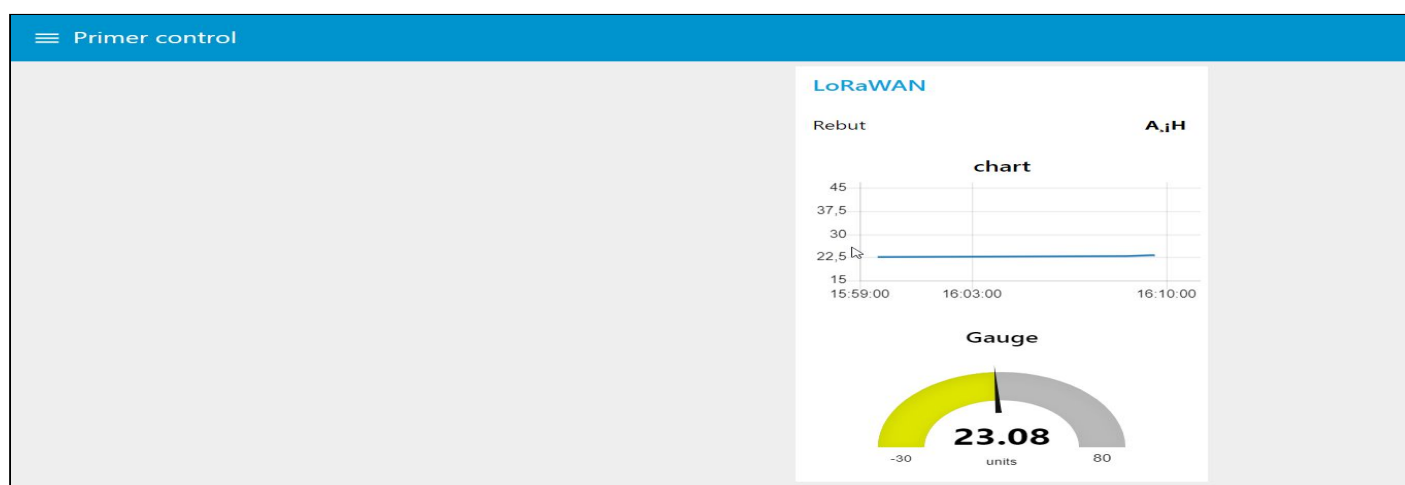 Primer control
LoRaWAN
Rebut A,¡H
chart
45
37,5
30
22,5
15
15:59:00 16:03:00 16:10:00
Gauge
23.08
-30 units 80